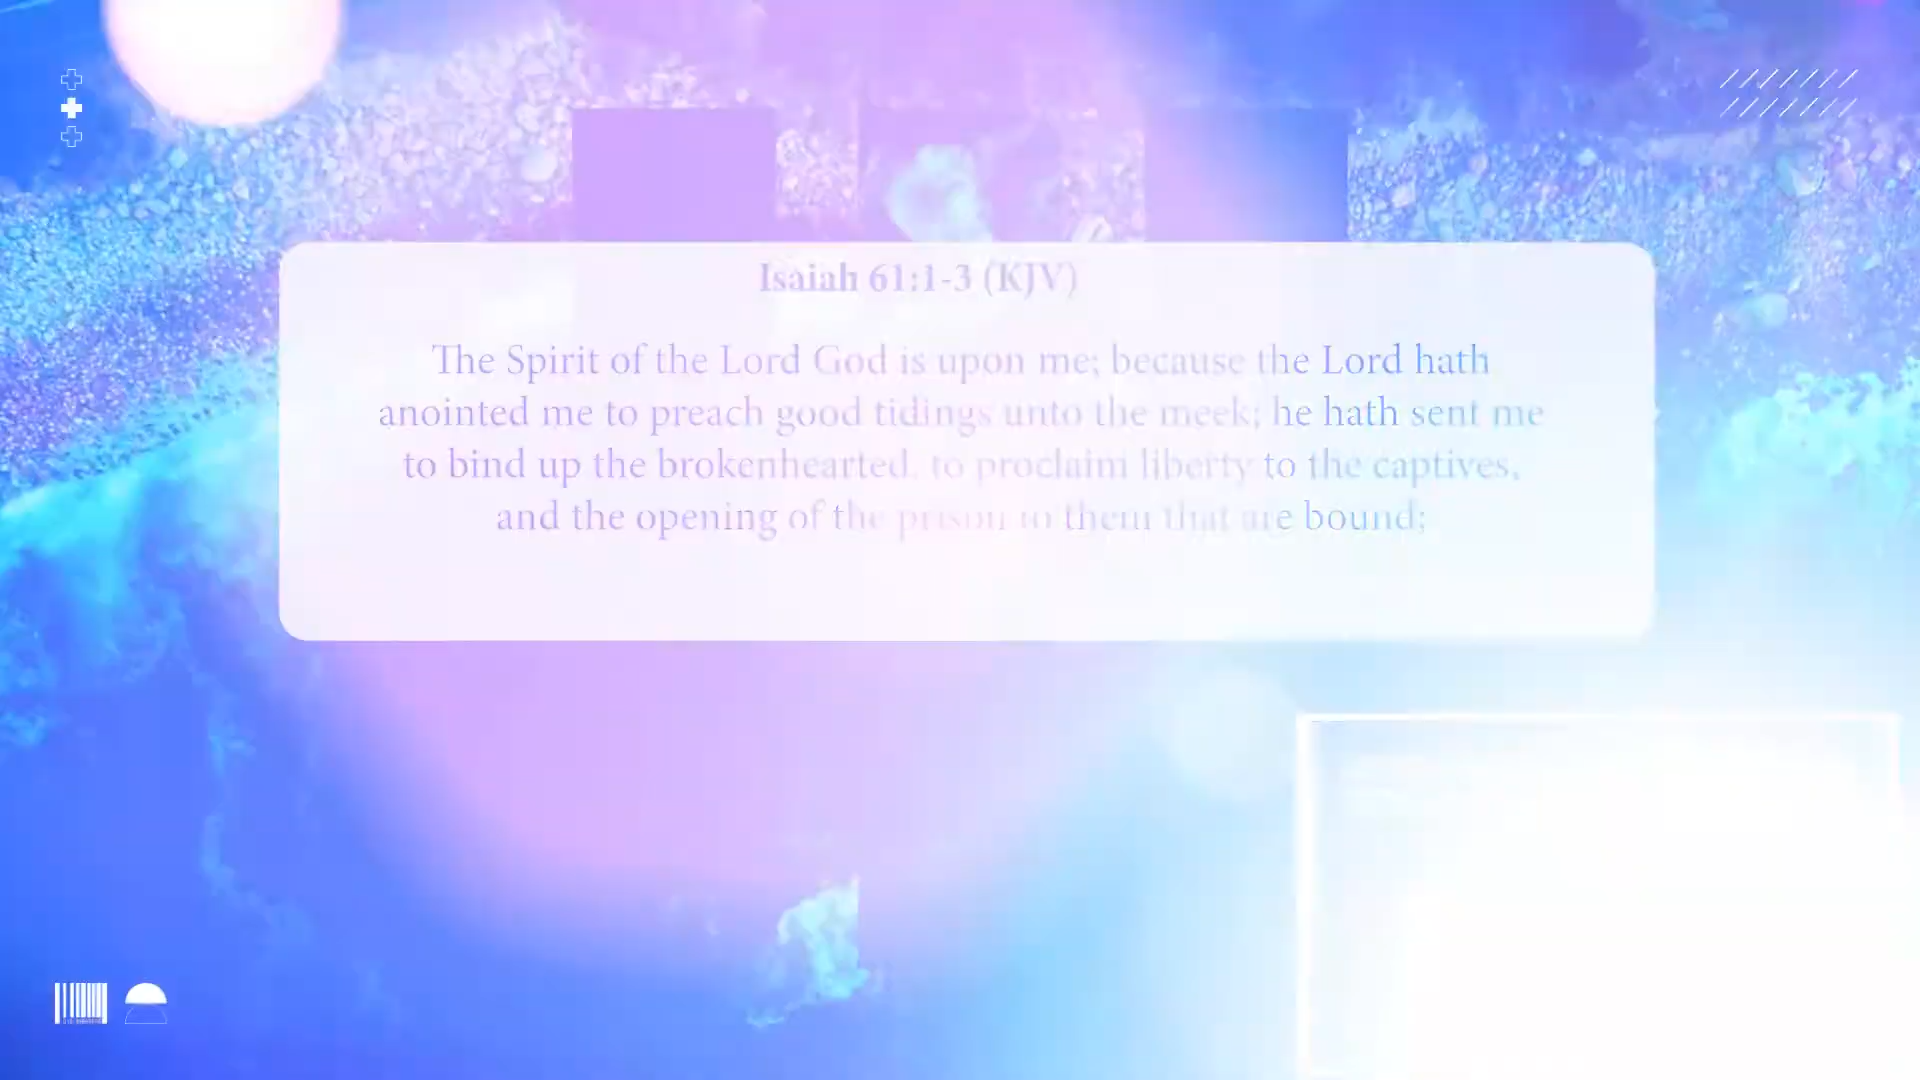 Isaiah 61:1-3 (KJV)
The Spirit of the Lord God is upon me; because the Lord hath
anointed me to preach good tidings unto the meek; he hath sent me
to bind up the brokenhearted, to proclaim liberty to the captives,
and the opening of the prison to them that are bound;